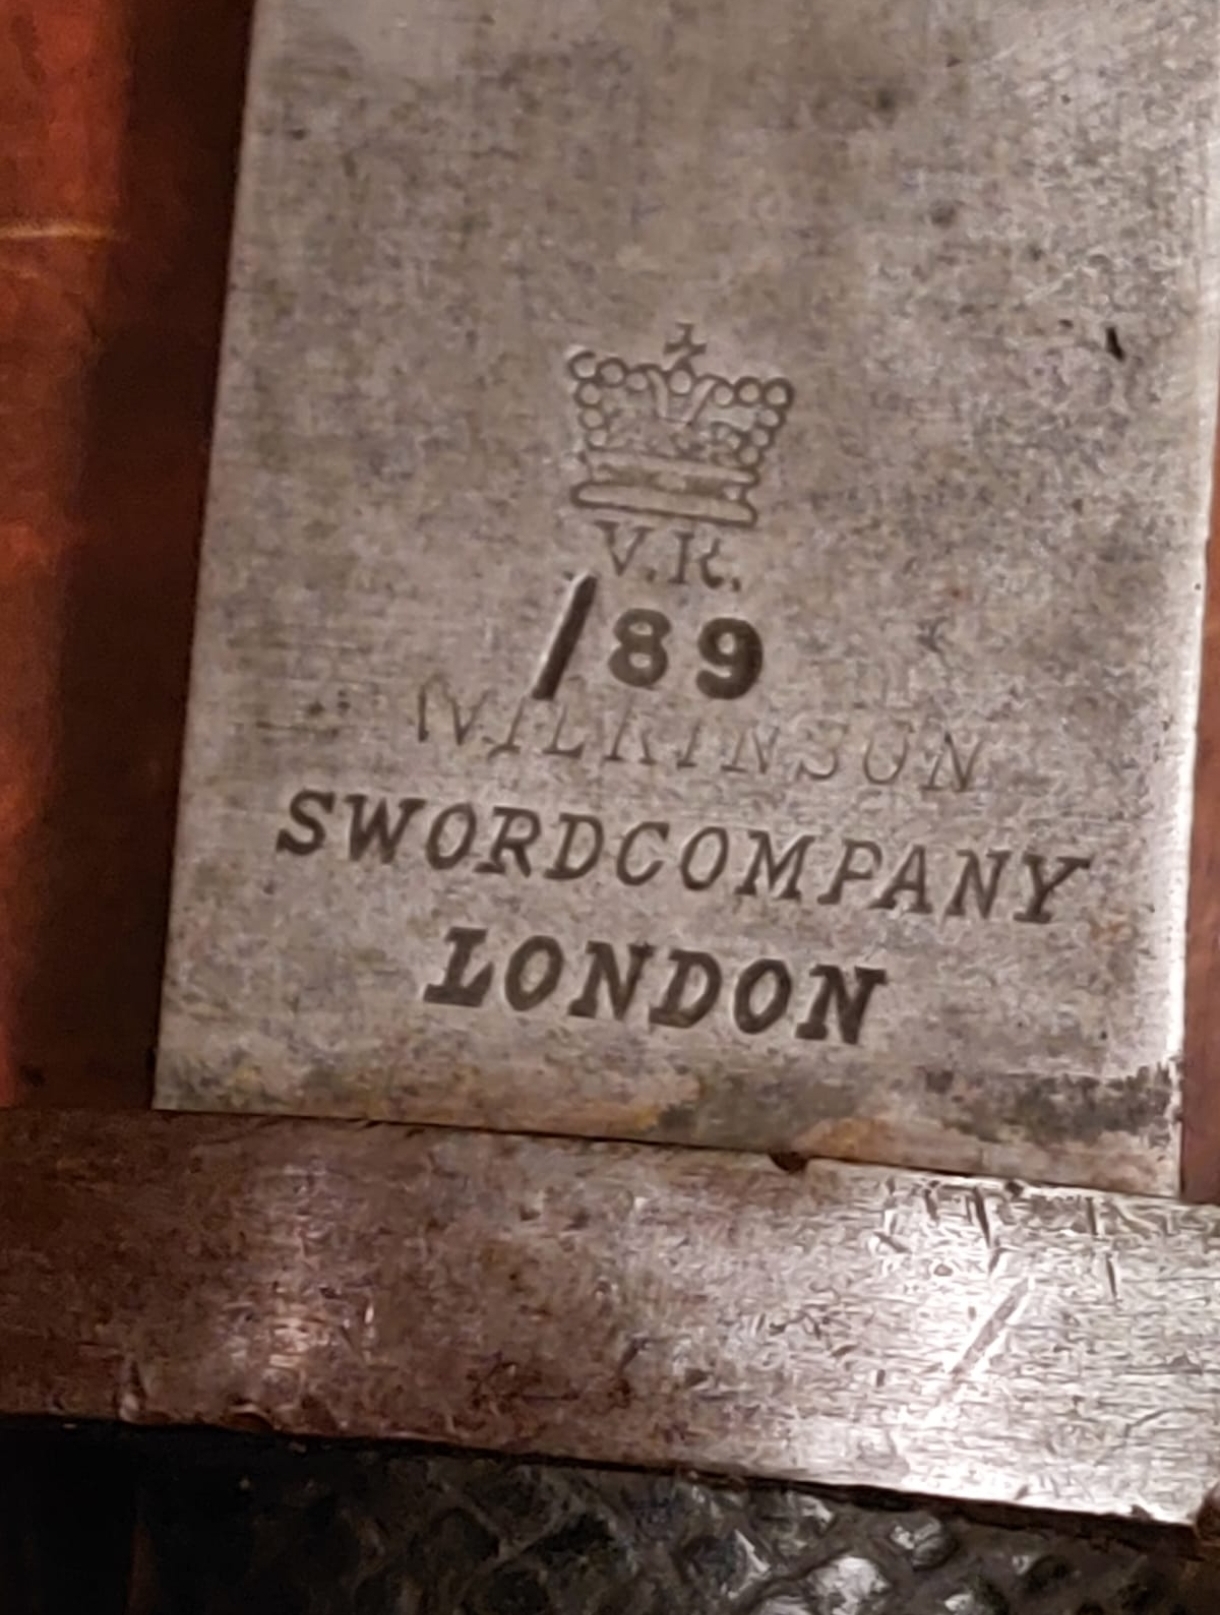 V.R.
/89
WILKINSON
SWORDCOMPANY
LONDON